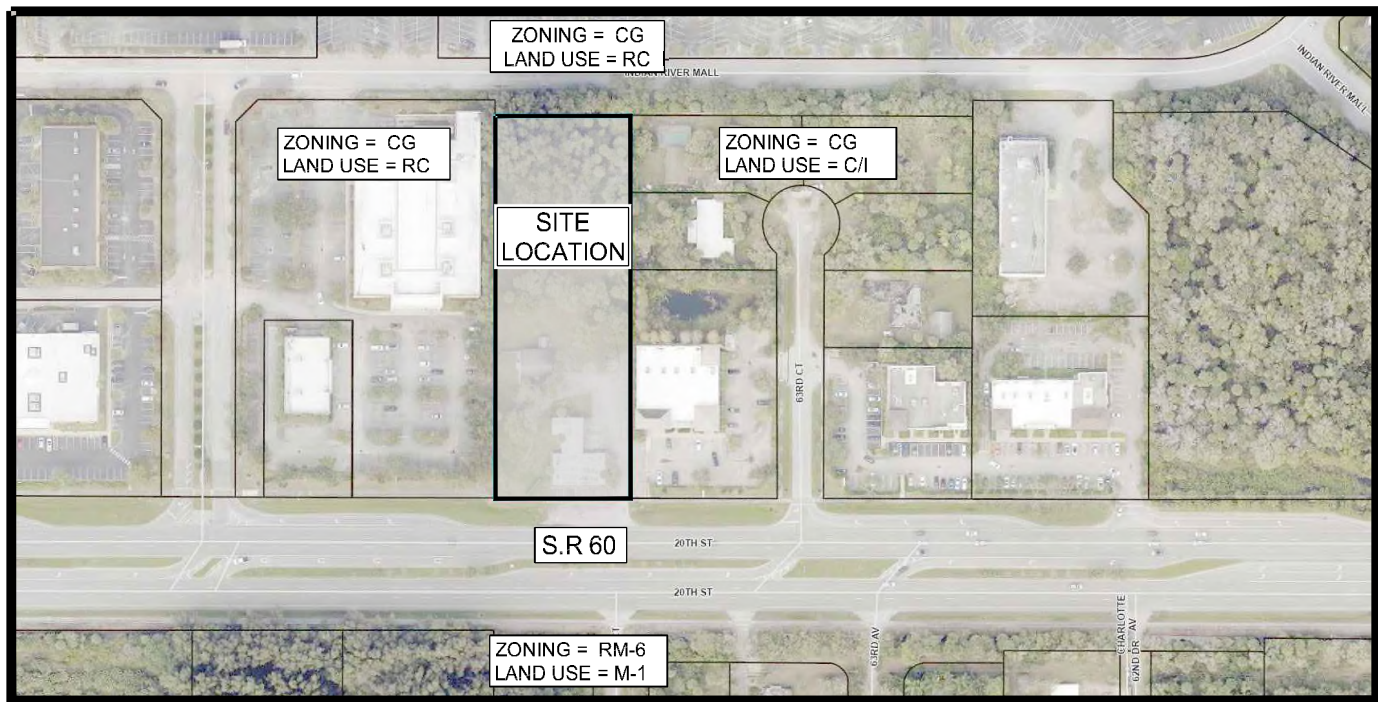 ZONING = CG
LAND USE = RC
INDIAN RIVER MALL
INDIAN RIVER MALL
ZONING = CG
LAND USE = RC
ZONING = CG
LAND USE = C/I
SITE
LOCATION
63RD CT
S.R 60
20TH ST
20TH ST
ZONING = RM-6
LAND USE = M-1
63RD AV
CHARLOTTE
AV
62ND DR